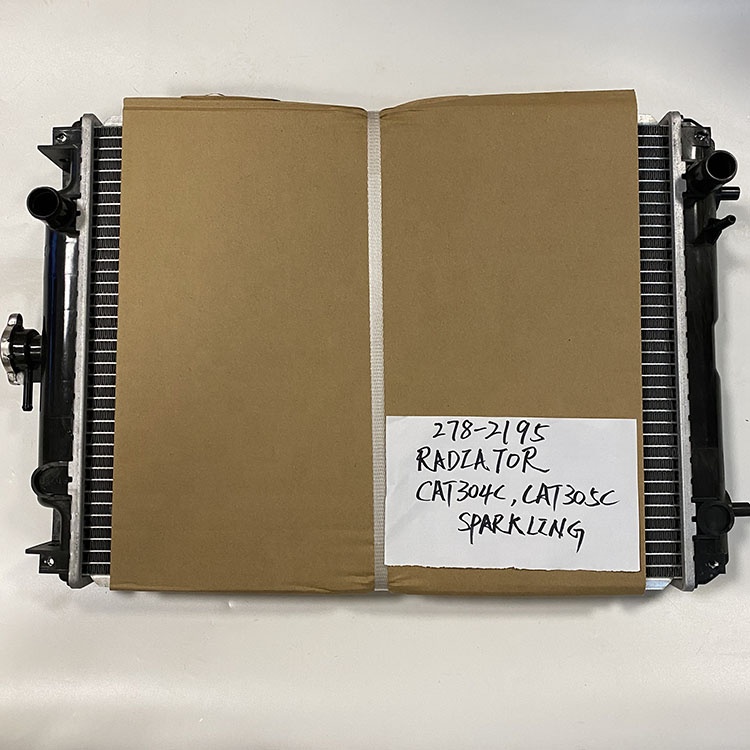 278-2195
RADIATOR
CAT304C, CAT305C
SPARKLING